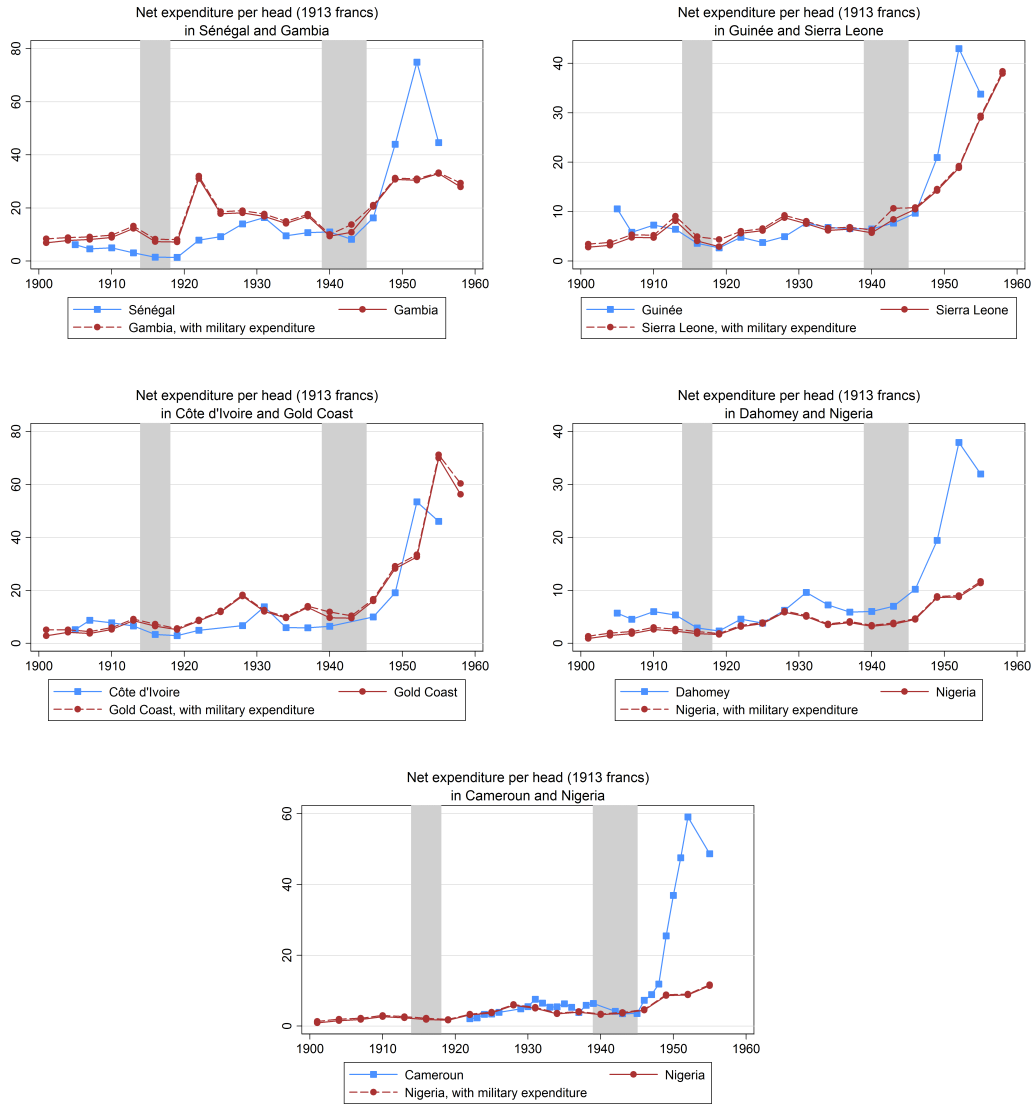 Net expenditure per head (1913 francs)
in Sénégal and Gambia
80
60
40
20
0
1900 1910 1920 1930 1940 1950 1960
Sénégal Gambia
Gambia, with military expenditure
Net expenditure per head (1913 francs)
in Guinée and Sierra Leone
40
30
20
10
0
1900 1910 1920 1930 1940 1950 1960
Guinée Sierra Leone
Sierra Leone, with military expenditure
Net expenditure per head (1913 francs)
in Côte d'Ivoire and Gold Coast
80
60
40
20
0
1900 1910 1920 1930 1940 1950 1960
Côte d'Ivoire Gold Coast
Gold Coast, with military expenditure
Net expenditure per head (1913 francs)
in Dahomey and Nigeria
40
30
20
10
0
1900 1910 1920 1930 1940 1950 1960
Dahomey Nigeria
Nigeria, with military expenditure
Net expenditure per head (1913 francs)
in Cameroun and Nigeria
60
40
20
0
1900 1910 1920 1930 1940 1950 1960
Cameroun Nigeria
Nigeria, with military expenditure